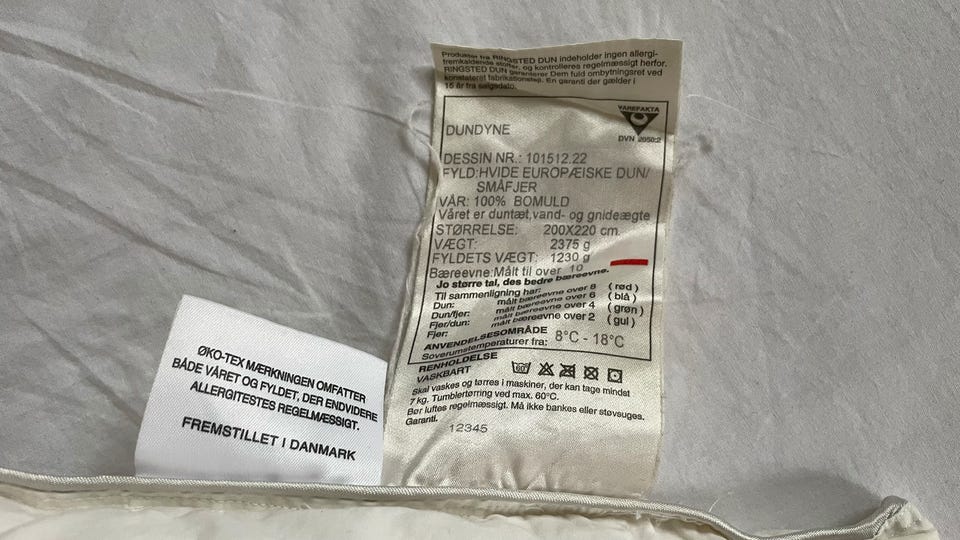 Produkter fra RINGSTED DUN indeholder ingen allergi-
fremkaldende stoffer, og kontrolleres regelmæssigt herfor.
RINGSTED DUN garanterer Dem fuld ombytningsret ved
konstateret fabrikationsfejl. En garanti der gælder i
15 år fra salgsdato.
VAREFAKTA
DVN 2050:2
DUNDYNE
DESSIN NR.: 101512.22
FYLD: HVIDE EUROPÆISKE DUN/
SMÅFJER
VÅR: 100% BOMULD
Våret er duntæt, vand- og gnideægte
STØRRELSE: 200X220 cm.
VÆGT: 2375 g
FYLDETS VÆGT: 1230 g
Bæreevne: Målt til over 10
Jo større tal, des bedre bæreevne.
Til sammenligning har:
Dun: målt bæreevne over 8 (rød)
Dun/fjer: målt bæreevne over 6 (blå)
Fjer/dun: målt bæreevne over 4 (grøn)
Fjer: målt bæreevne over 2 (gul)
ANVENDELSESOMRÅDE
Soverumstemperaturer fra: 8°C - 18°C
RENHOLDELSE
VASKBART
Skal vaskes og tørres i maskiner, der kan tage mindst
7 kg. Tumblertørring ved max. 60°C.
Bør luftes regelmæssigt. Må ikke bankes eller støvsuges.
Garanti.
12345
ØKO-TEX MÆRKNINGEN OMFATTER
BÅDE VÅRET OG FYLDET, DER ENDVIDERE
ALLERGITESTES REGELMÆSSIGT.
FREMSTILLET I DANMARK